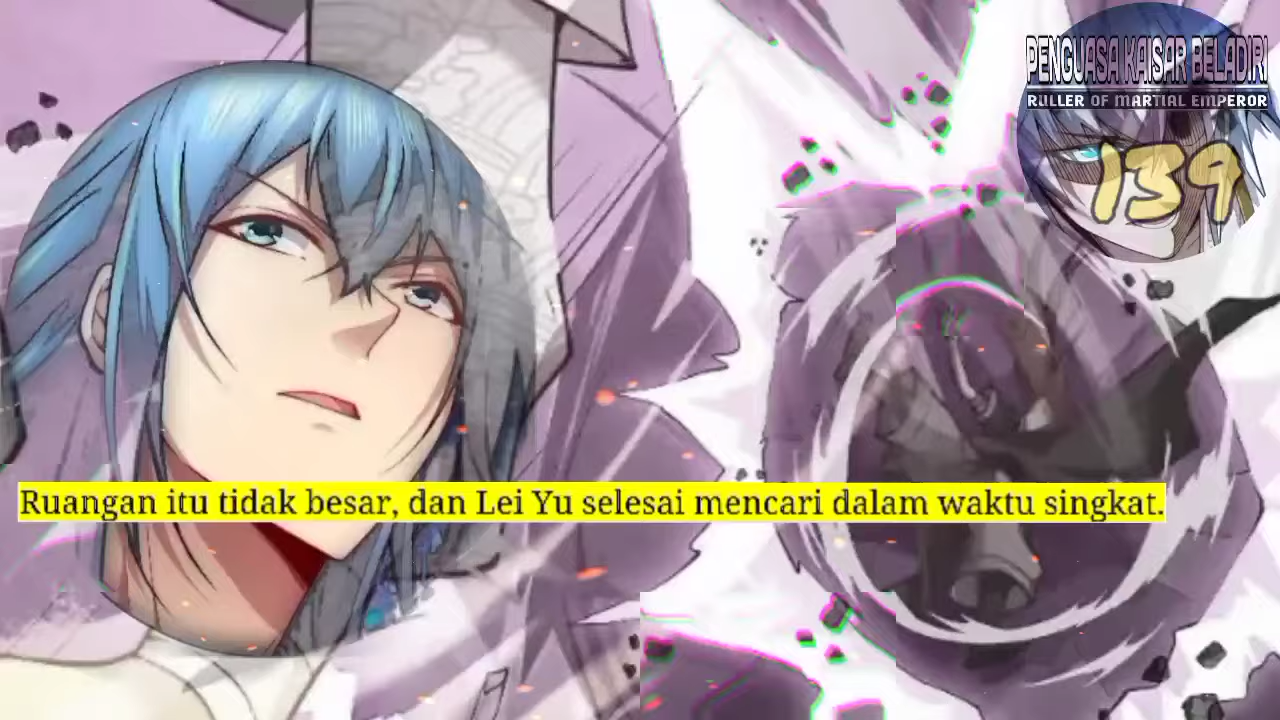 PENGUASA KAISAR BELADIRI
RULLER OF MARTIAL EMPEROR
139
Ruangan itu tidak besar, dan Lei Yu selesai mencari dalam waktu singkat.